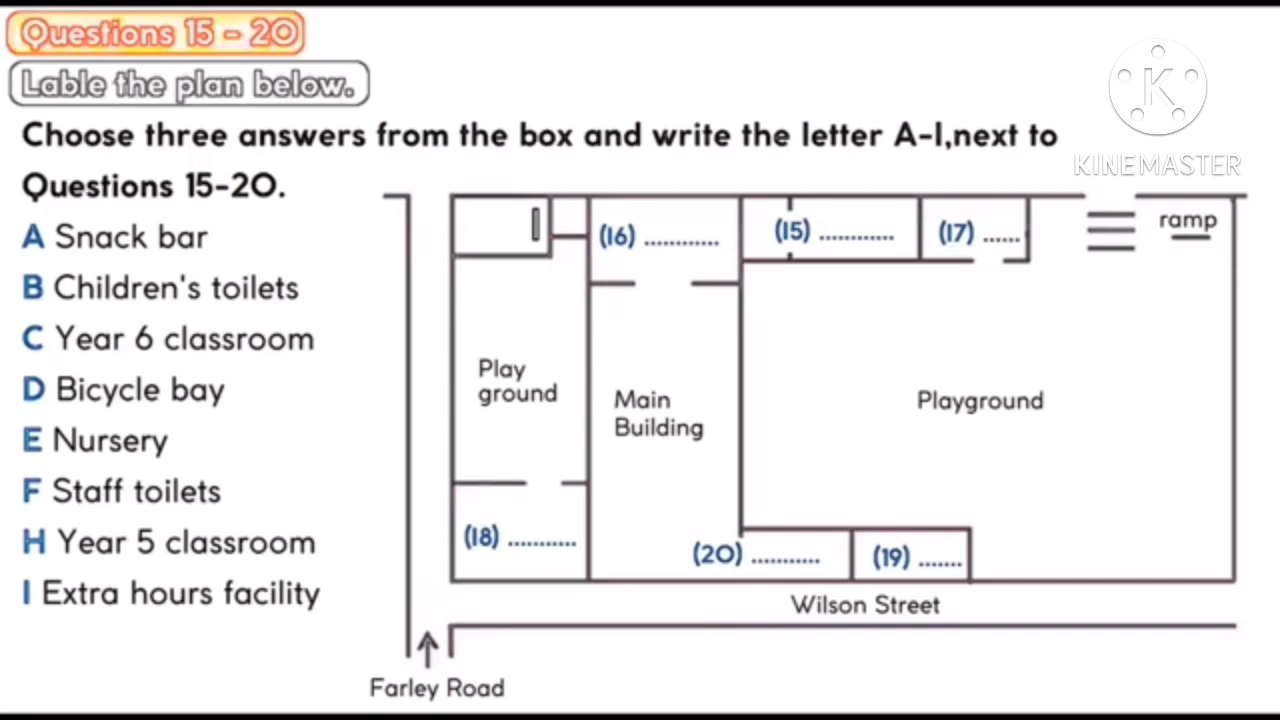 Questions 15 - 20
Lable the plan below.
Choose three answers from the box and write the letter A-I,next to
Questions 15-20.
A Snack bar
B Children's toilets
C Year 6 classroom
D Bicycle bay
E Nursery
F Staff toilets
H Year 5 classroom
I Extra hours facility
K
KINEMASTER
(16) ............
(15) ............
(17) ......
ramp
Play
ground
Main
Building
Playground
(18) ...........
(20) ...........
(19) .......
Wilson Street
Farley Road